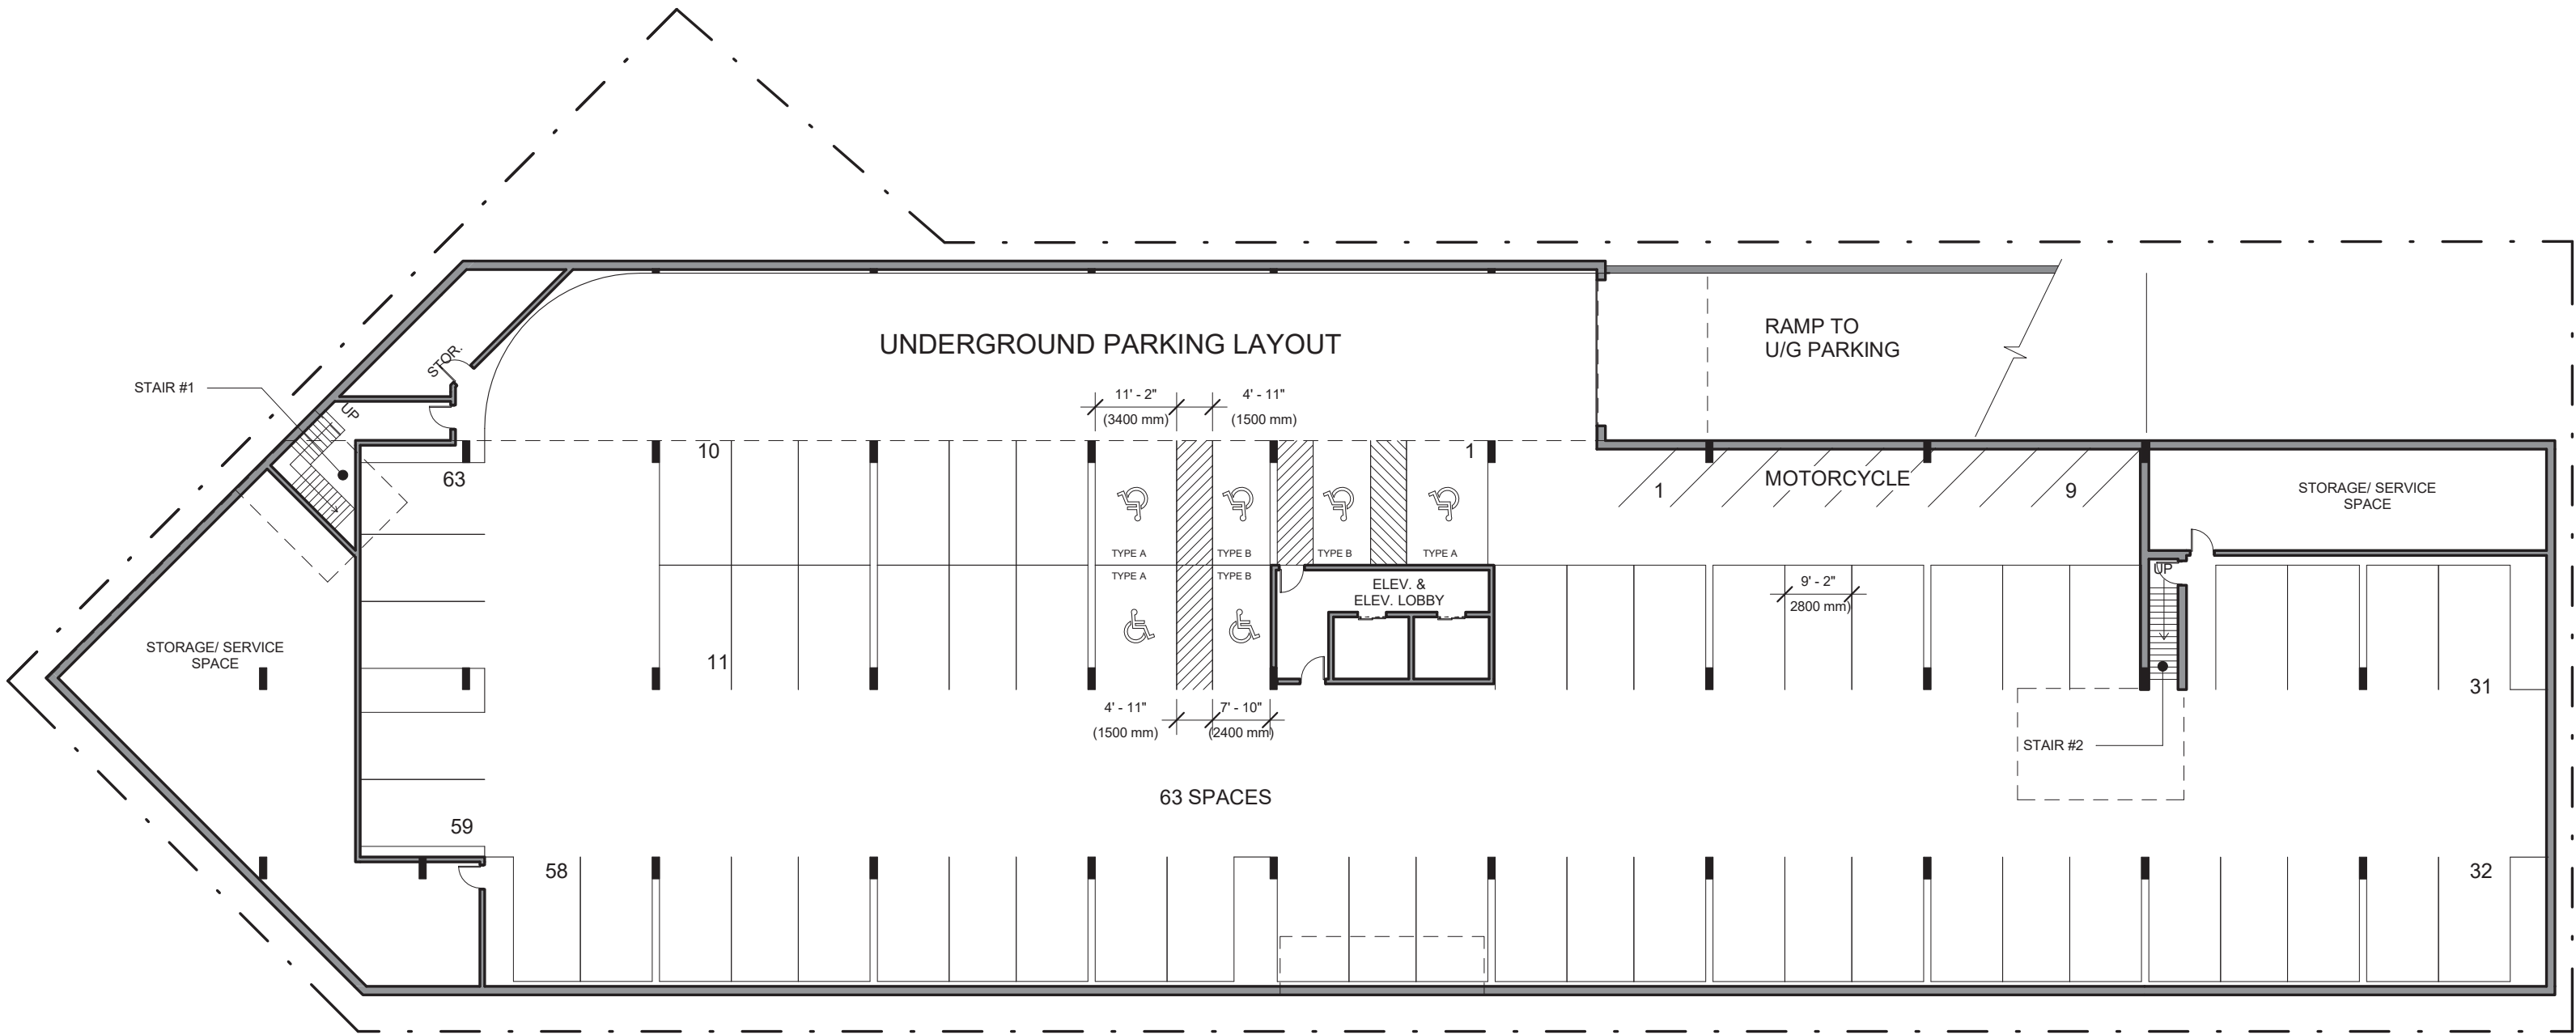 UNDERGROUND PARKING LAYOUT
RAMP TO
U/G PARKING
STOR.
STAIR #1
UP
11' - 2"
(3400 mm)
4' - 11"
(1500 mm)
63
10
1
MOTORCYCLE
1
9
STORAGE/ SERVICE
SPACE
TYPE A
TYPE B
TYPE B
TYPE A
TYPE A
TYPE B
ELEV. &
ELEV. LOBBY
9' - 2"
2800 mm)
UP
STORAGE/ SERVICE
SPACE
11
31
4' - 11"
(1500 mm)
7' - 10"
(2400 mm)
STAIR #2
63 SPACES
59
58
32